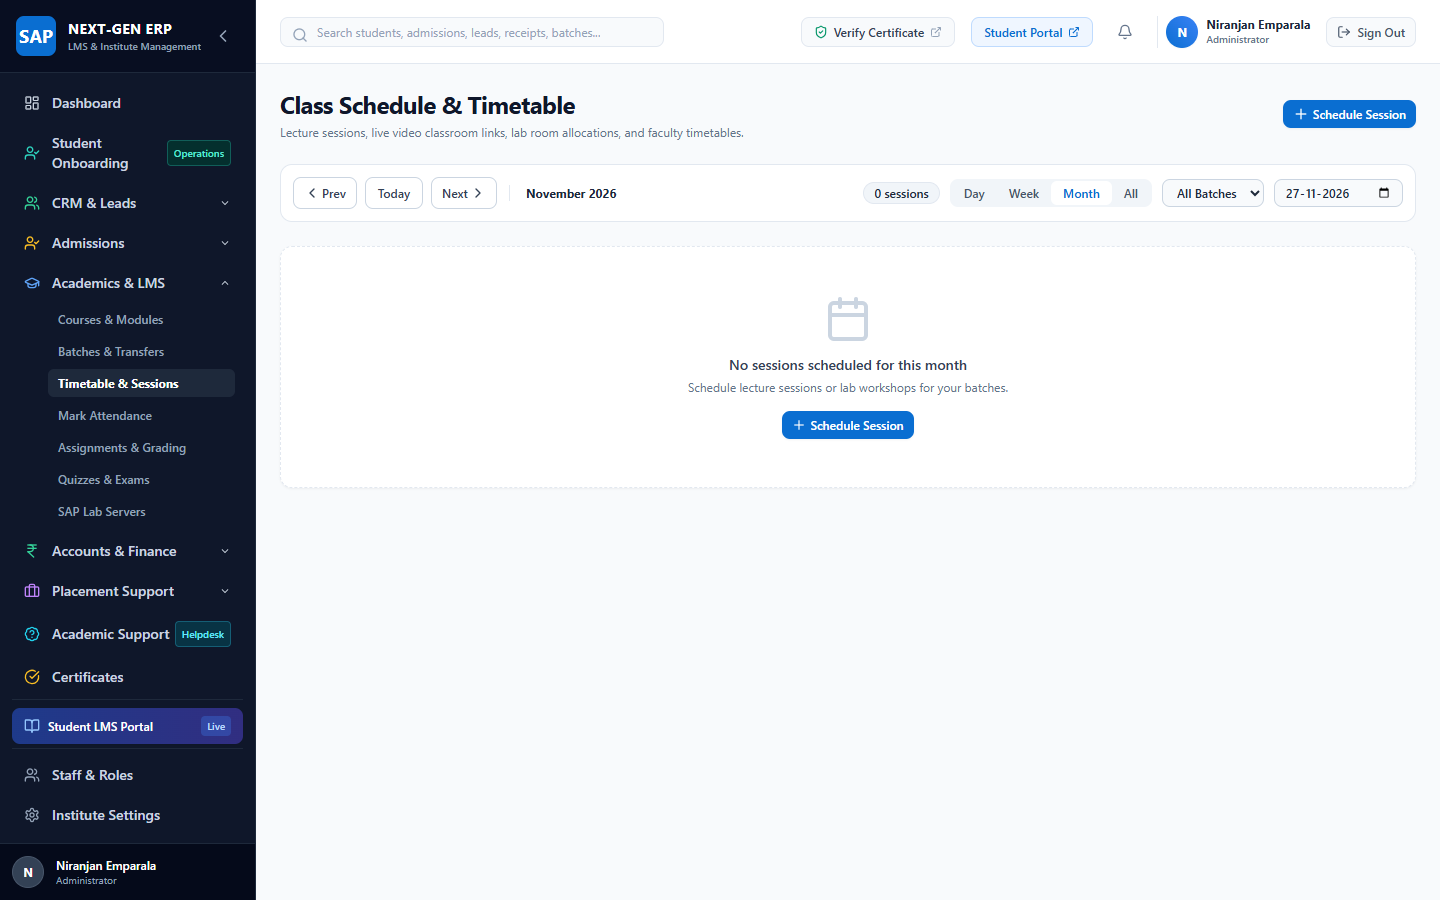 SAP
NEXT-GEN ERP
LMS & Institute Management
Dashboard
Student Onboarding
Operations
CRM & Leads
Admissions
Academics & LMS
Courses & Modules
Batches & Transfers
Timetable & Sessions
Mark Attendance
Assignments & Grading
Quizzes & Exams
SAP Lab Servers
Accounts & Finance
Placement Support
Academic Support
Helpdesk
Certificates
Student LMS Portal
Live
Staff & Roles
Institute Settings
N
Niranjan Emparala
Administrator
Search students, admissions, leads, receipts, batches...
Verify Certificate
Student Portal
N
Niranjan Emparala
Administrator
Sign Out
Class Schedule & Timetable
Lecture sessions, live video classroom links, lab room allocations, and faculty timetables.
Schedule Session
Prev
Today
Next
November 2026
0 sessions
Day
Week
Month
All
All Batches
27-11-2026
No sessions scheduled for this month
Schedule lecture sessions or lab workshops for your batches.
Schedule Session